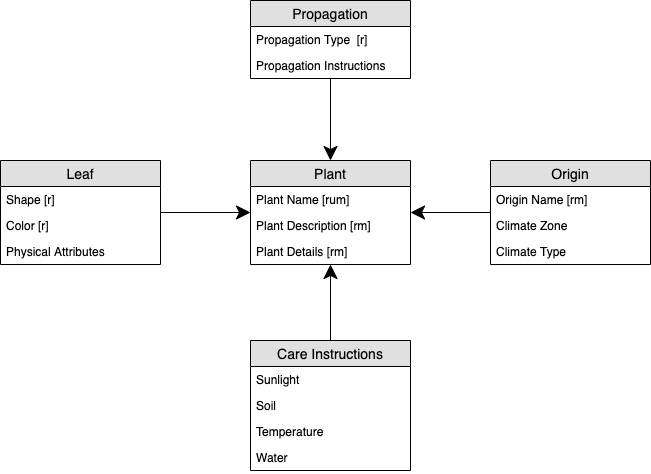 Propagation
Propagation Type  [r]
Propagation Instructions
Leaf
Shape [r]
Color [r]
Physical Attributes
Plant
Plant Name [rum]
Plant Description [rm]
Plant Details [rm]
Origin
Origin Name [rm]
Climate Zone
Climate Type
Care Instructions
Sunlight
Soil
Temperature
Water